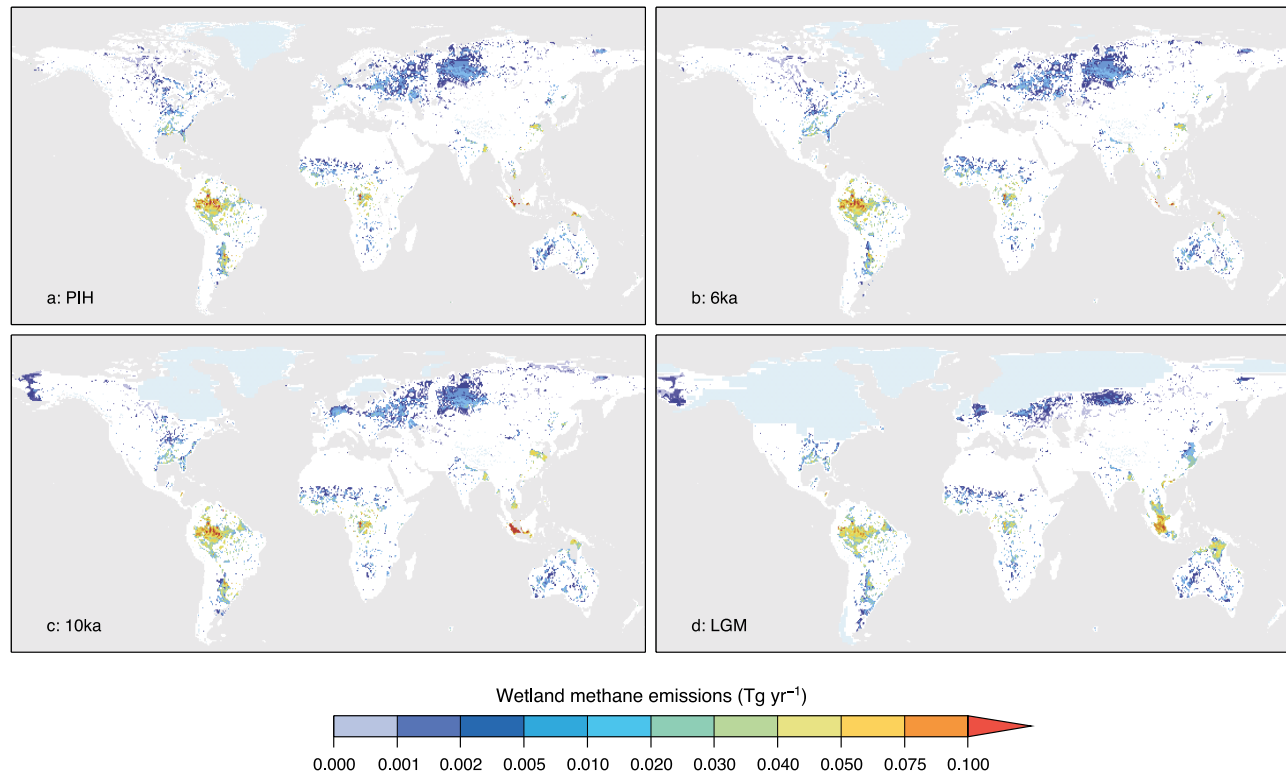 a: PIH
b: 6ka
c: 10ka
d: LGM
Wetland methane emissions (Tg yr⁻¹)
0.000 0.001 0.002 0.005 0.010 0.020 0.030 0.040 0.050 0.075 0.100